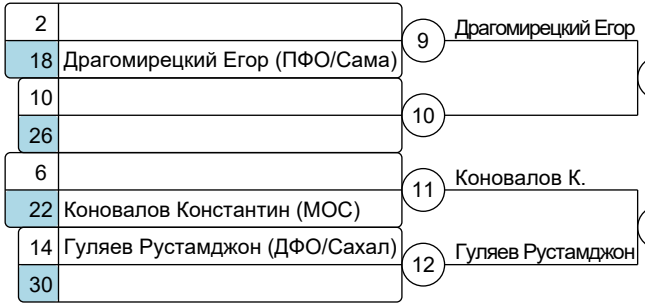 2
9 Драгомирецкий Егор
18 Драгомирецкий Егор (ПФО/Сама)
10
10
26
6
11 Коновалов К.
22 Коновалов Константин (МОС)
14 Гуляев Рустамджон (ДФО/Сахал)
12 Гуляев Рустамджон
30